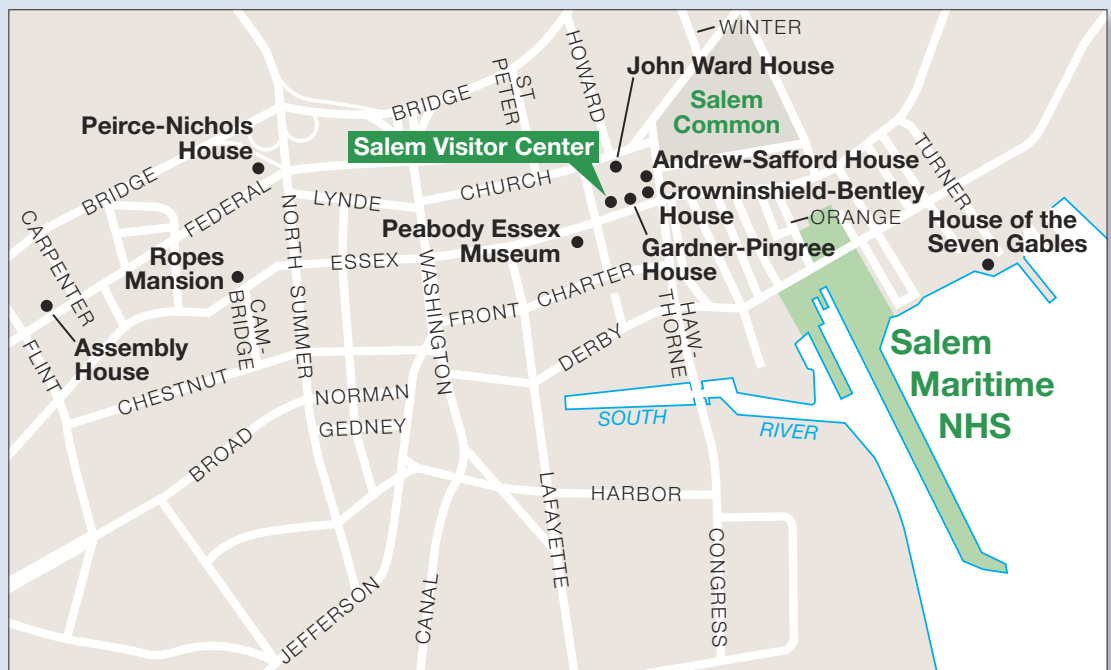 WINTER
HOWARD
John Ward House
ST
PETER
BRIDGE
Salem
Common
Peirce-Nichols
House
Salem Visitor Center
Andrew-Safford House
TURNER
BRIDGE
FEDERAL
LYNDE
CHURCH
Crowninshield-Bentley
House
ORANGE
CARPENTER
NORTH
Peabody Essex
Museum
Gardner-Pingree
House
House of the
Seven Gables
Ropes
Mansion
ESSEX
WASHINGTON
CHARTER
FRONT
CAM-
BRIDGE
SUMMER
HAW-
THORNE
DERBY
FLINT
Assembly
House
CHESTNUT
Salem
Maritime
NHS
NORMAN
GEDNEY
SOUTH
RIVER
BROAD
HARBOR
LAFAYETTE
CONGRESS
JEFFERSON
CANAL